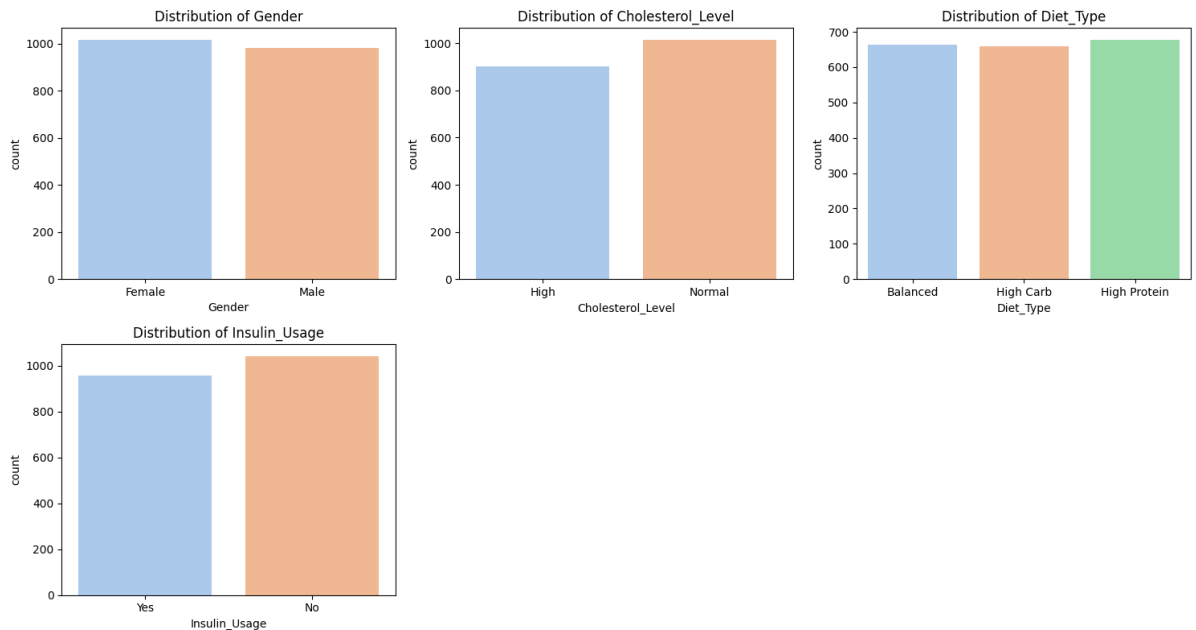 Distribution of Gender
1000
800
600
400
200
0
count
Female Male
Gender
Distribution of Cholesterol_Level
1000
800
600
400
200
0
count
High Normal
Cholesterol_Level
Distribution of Diet_Type
700
600
500
400
300
200
100
0
count
Balanced High Carb High Protein
Diet_Type
Distribution of Insulin_Usage
1000
800
600
400
200
0
count
Yes No
Insulin_Usage